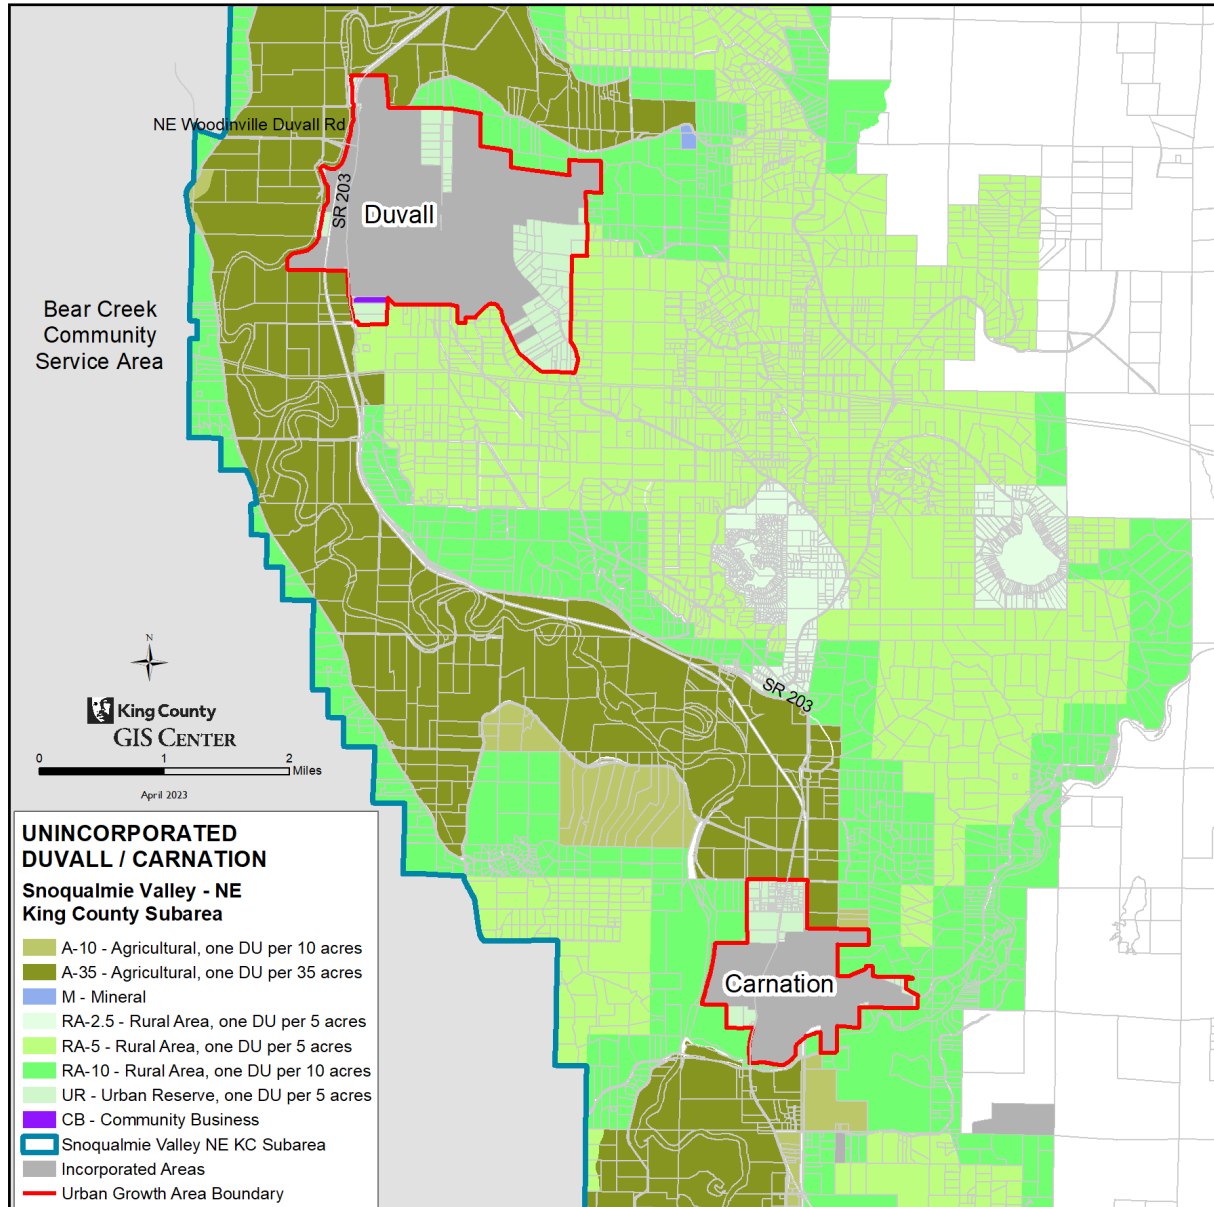 NE Woodinville Duvall Rd
SR 203
Duvall
Bear Creek
Community
Service Area
SR 203
N
King County
GIS CENTER
0 1 2 Miles
April 2023
Carnation
UNINCORPORATED
DUVALL / CARNATION
Snoqualmie Valley - NE
King County Subarea
A-10 - Agricultural, one DU per 10 acres
A-35 - Agricultural, one DU per 35 acres
M - Mineral
RA-2.5 - Rural Area, one DU per 5 acres
RA-5 - Rural Area, one DU per 5 acres
RA-10 - Rural Area, one DU per 10 acres
UR - Urban Reserve, one DU per 5 acres
CB - Community Business
Snoqualmie Valley NE KC Subarea
Incorporated Areas
Urban Growth Area Boundary